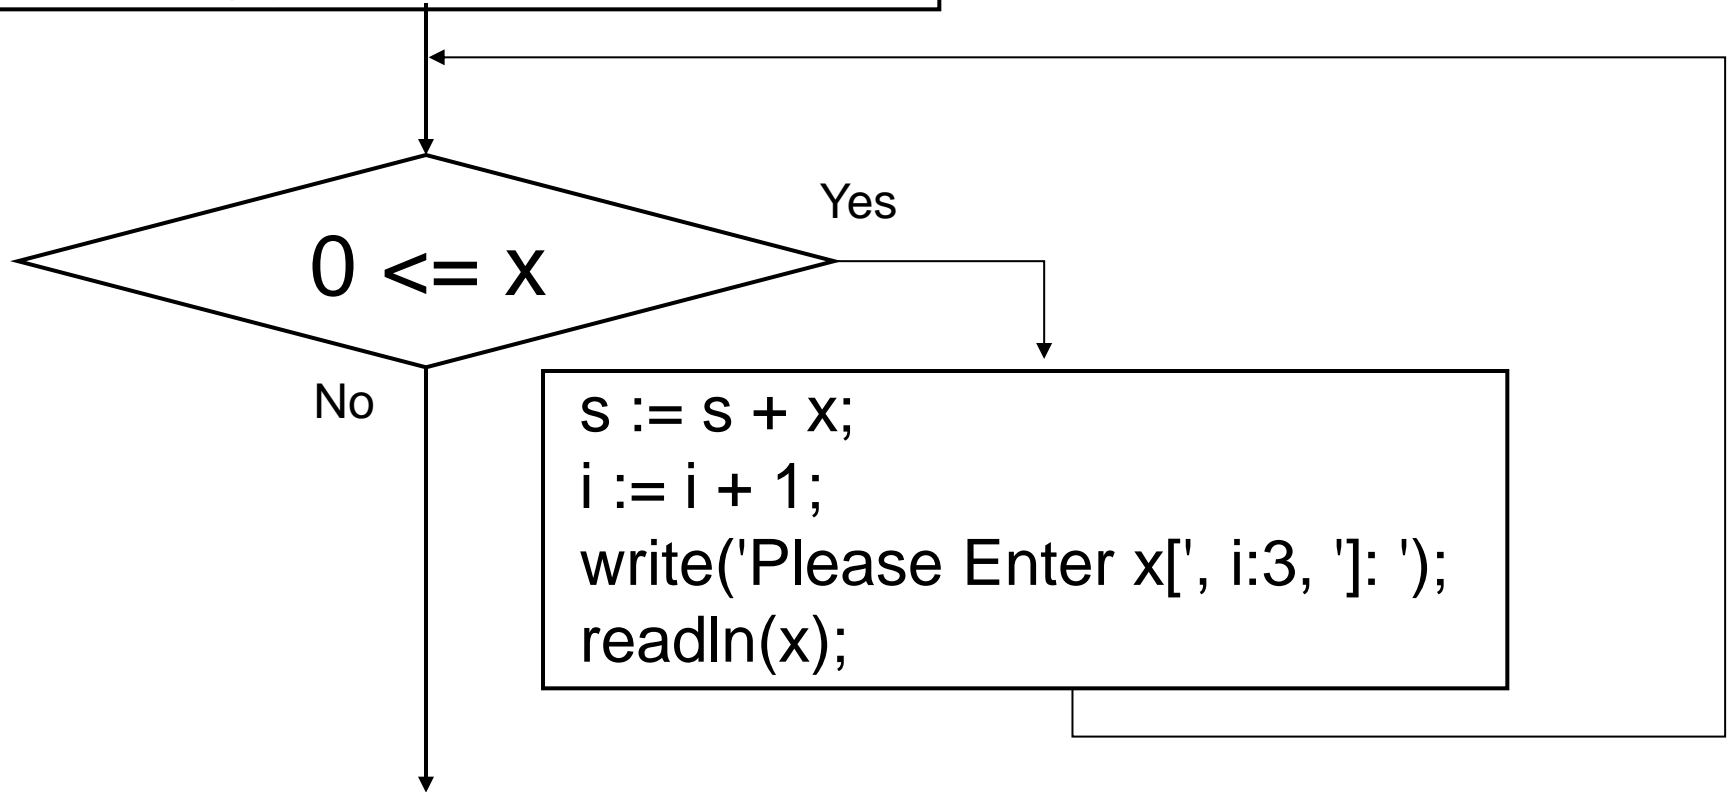 Yes
0 <= x
No
s := s + x;
i := i + 1;
write('Please Enter x[', i:3, ']: ');
readln(x);